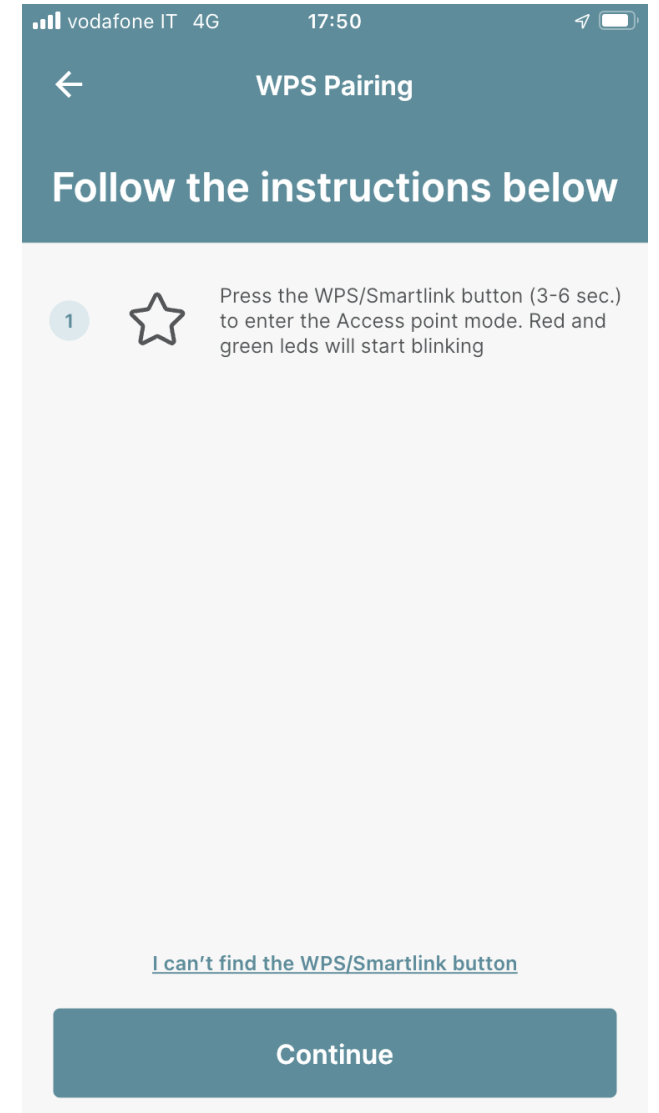 vodafone IT 4G 17:50
WPS Pairing
Follow the instructions below
1
Press the WPS/Smartlink button (3-6 sec.)
to enter the Access point mode. Red and
green leds will start blinking
I can't find the WPS/Smartlink button
Continue